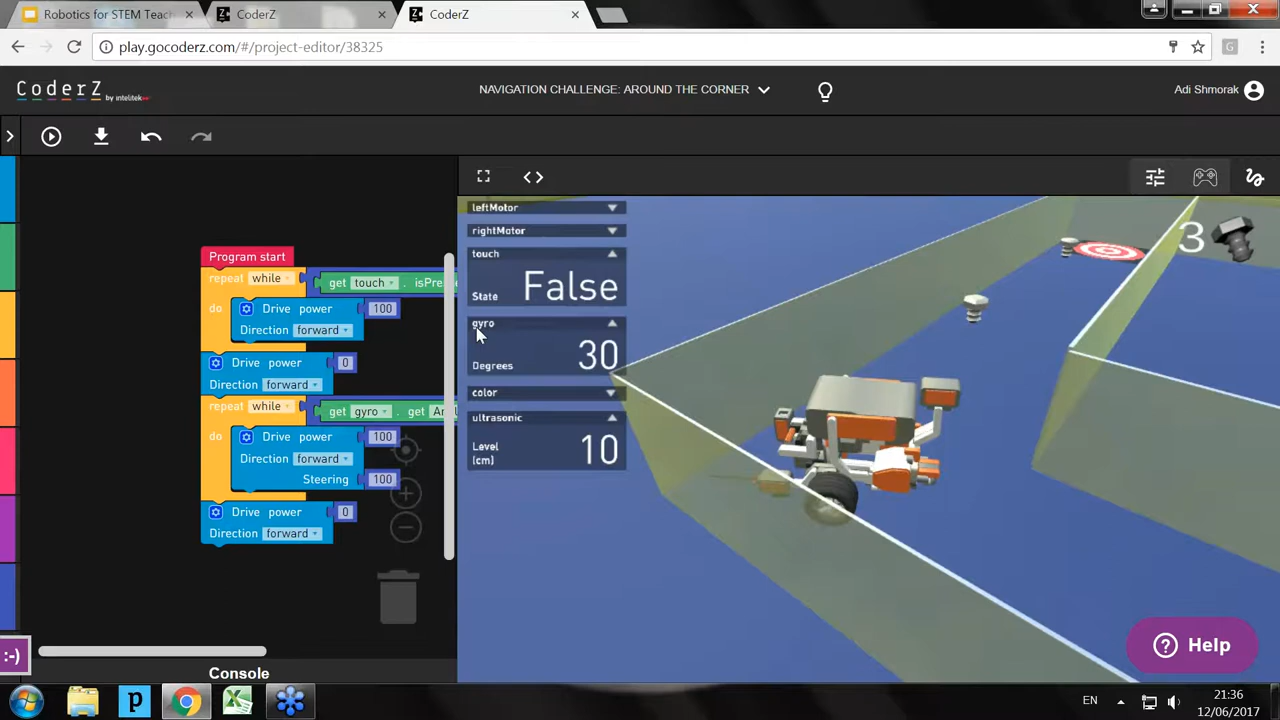 Robotics for STEM Teach
CoderZ
CoderZ
play.gocoderz.com/#/project-editor/38325
G
CoderZ
by intelitek
NAVIGATION CHALLENGE: AROUND THE CORNER
Adi Shmorak
Program start
repeat while
get touch . isPre
do Drive power 100
Direction forward
Drive power 0
Direction forward
repeat while
get gyro . get An
do Drive power 100
Direction forward
Steering 100
Drive power 0
Direction forward
Console
:-)
leftMotor
rightMotor
touch
State False
gyro
Degrees 30
color
ultrasonic
Level (cm) 10
3
? Help
p
EN
21:36
12/06/2017